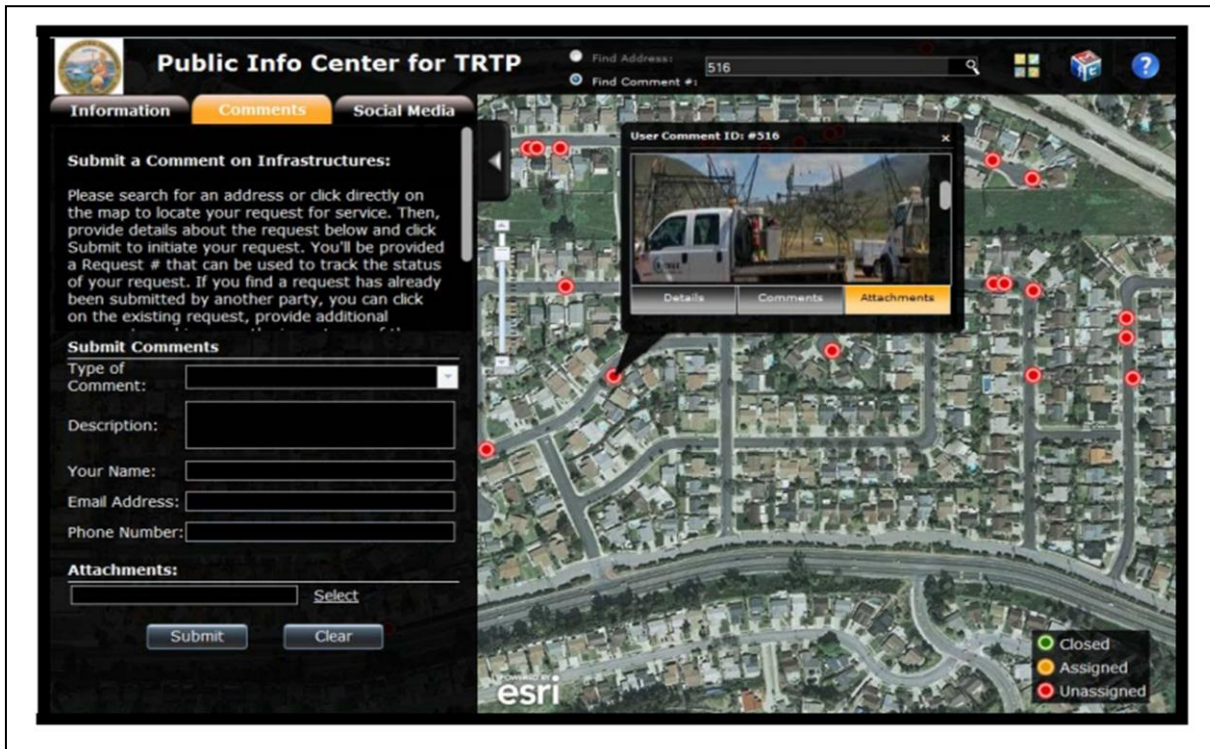 Public Info Center for TRTP
Find Address:
Find Comment #:
516
Information
Comments
Social Media
Submit a Comment on Infrastructures:
Please search for an address or click directly on
the map to locate your request for service. Then,
provide details about the request below and click
Submit to initiate your request. You'll be provided
a Request # that can be used to track the status
of your request. If you find a request has already
been submitted by another party, you can click
on the existing request, provide additional
Submit Comments
Type of
Comment:
Description:
Your Name:
Email Address:
Phone Number:
Attachments:
Select
Submit
Clear
User Comment ID: #516
x
Details
Comments
Attachments
POWERED BY
esri
Closed
Assigned
Unassigned